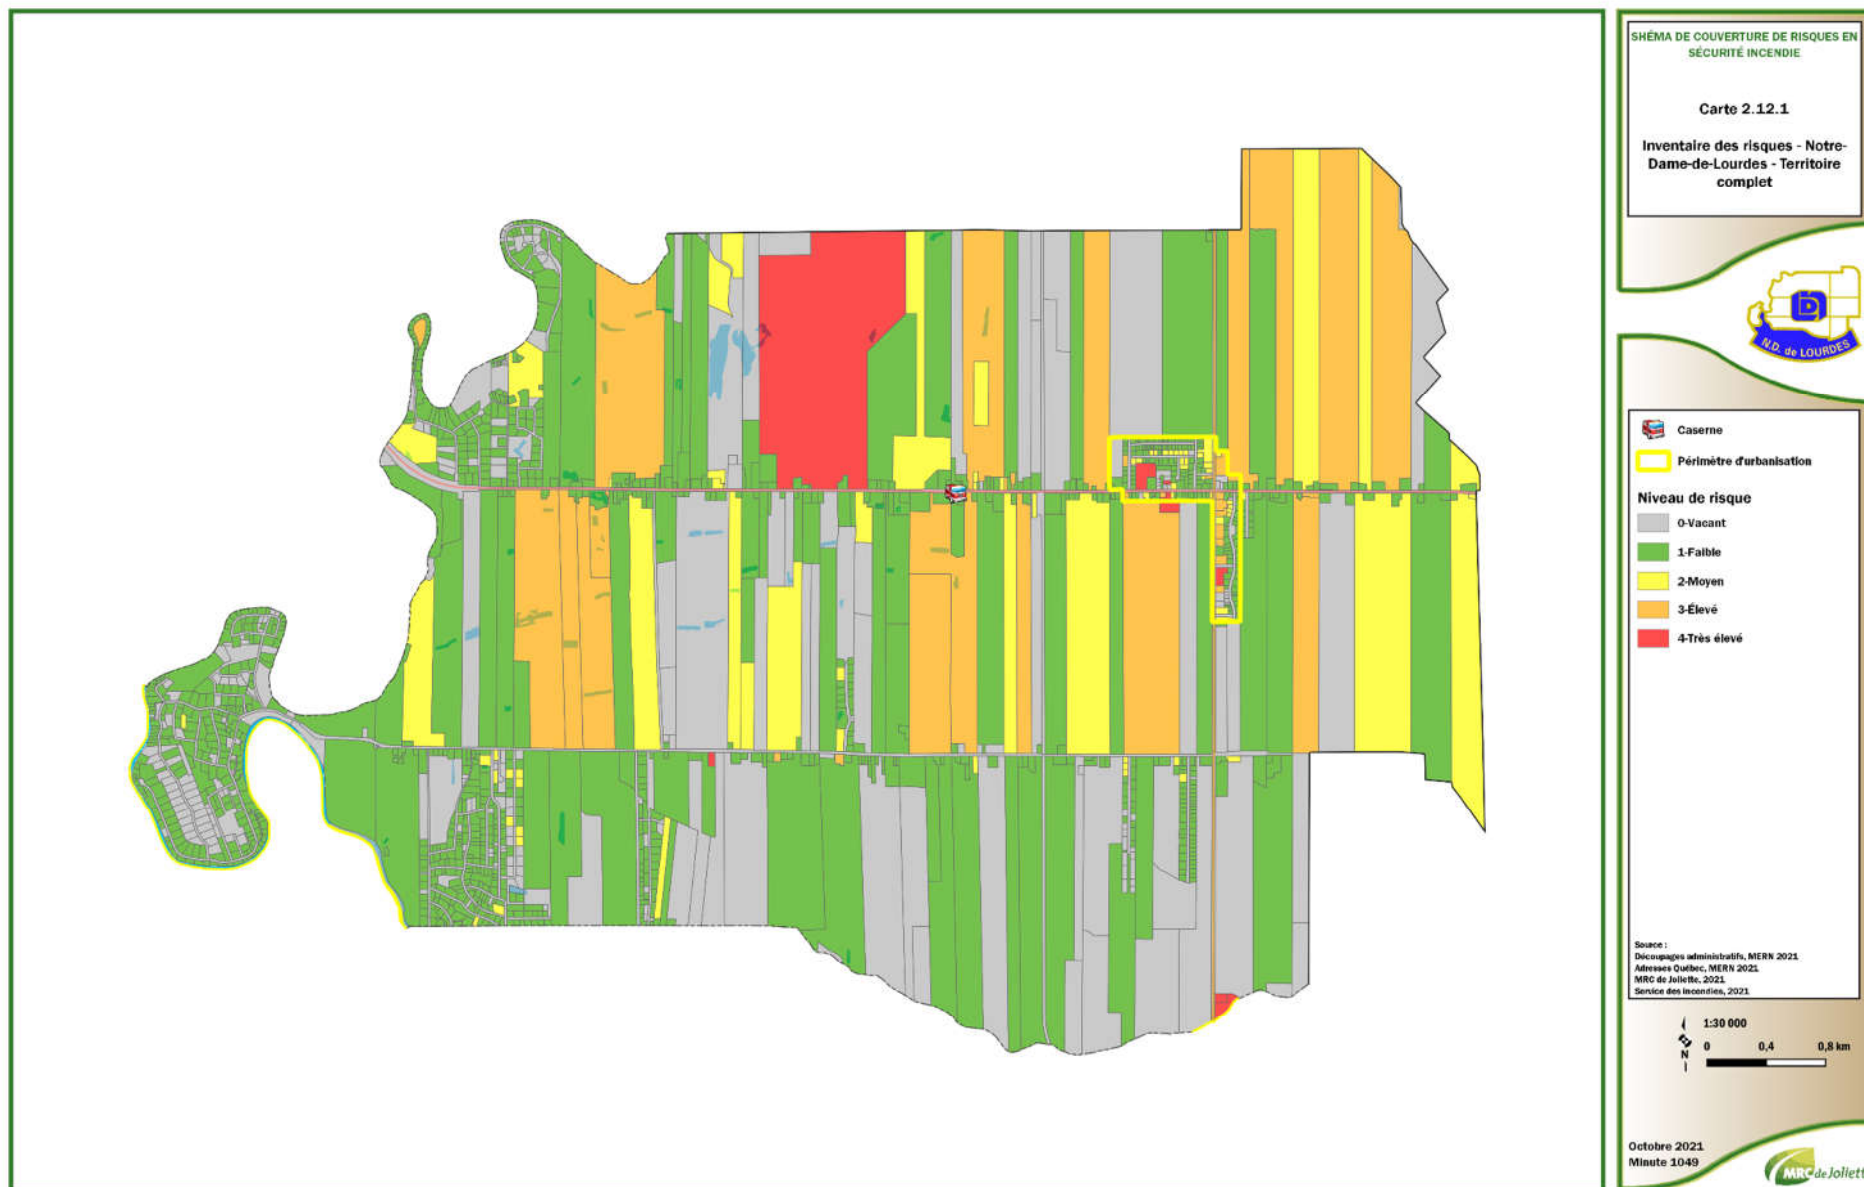 SHÉMA DE COUVERTURE DE RISQUES EN
SÉCURITÉ INCENDIE
Carte 2.12.1
Inventaire des risques - Notre-
Dame-de-Lourdes - Territoire
complet
N.D. de LOURDES
Caserne
Périmètre d'urbanisation
Niveau de risque
0-Vacant
1-Faible
2-Moyen
3-Élevé
4-Très élevé
Source :
Découpages administratifs, MERN 2021
Adresses Québec, MERN 2021
MRC de Joliette, 2021
Service des incendies, 2021
1:30 000
N
0 0,4 0,8 km
Octobre 2021
Minute 1049
MRC de Joliett